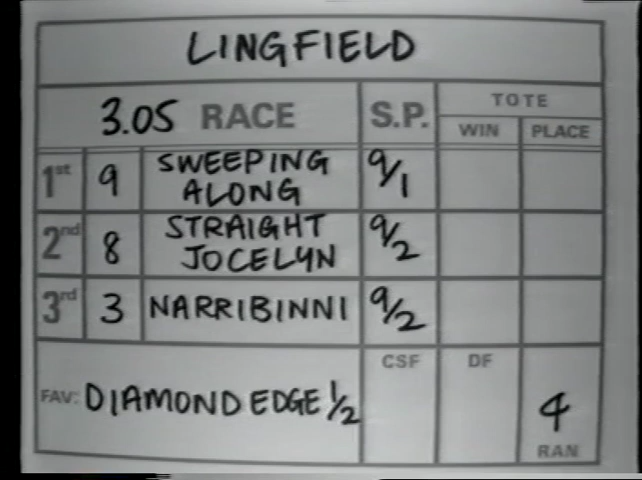 LINGFIELD
3.05 RACE S.P. TOTE
WIN PLACE
1st 9 SWEEPING ALONG 9/1
2nd 8 STRAIGHT JOCELYN 9/2
3rd 3 NARRIBINNI 9/2
FAV: DIAMOND EDGE 1/2
CSF DF
4
RAN